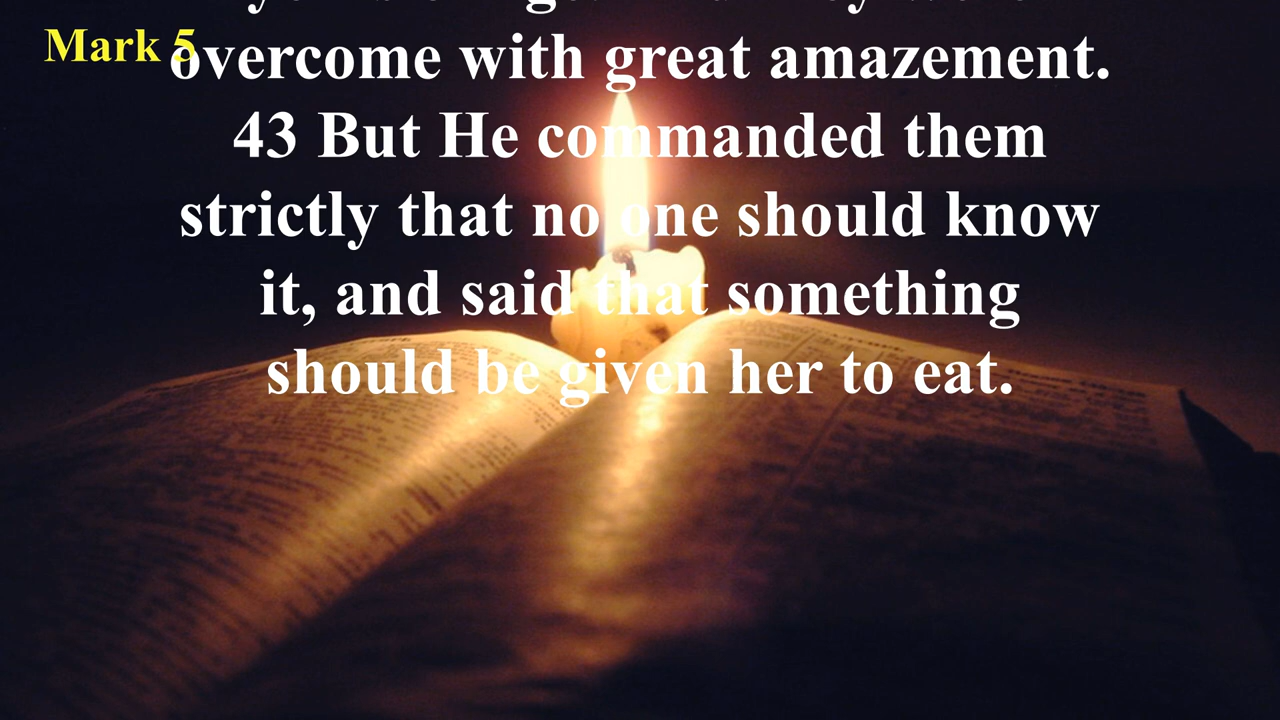 Mark 5
overcome with great amazement.
43 But He commanded them
strictly that no one should know
it, and said that something
should be given her to eat.